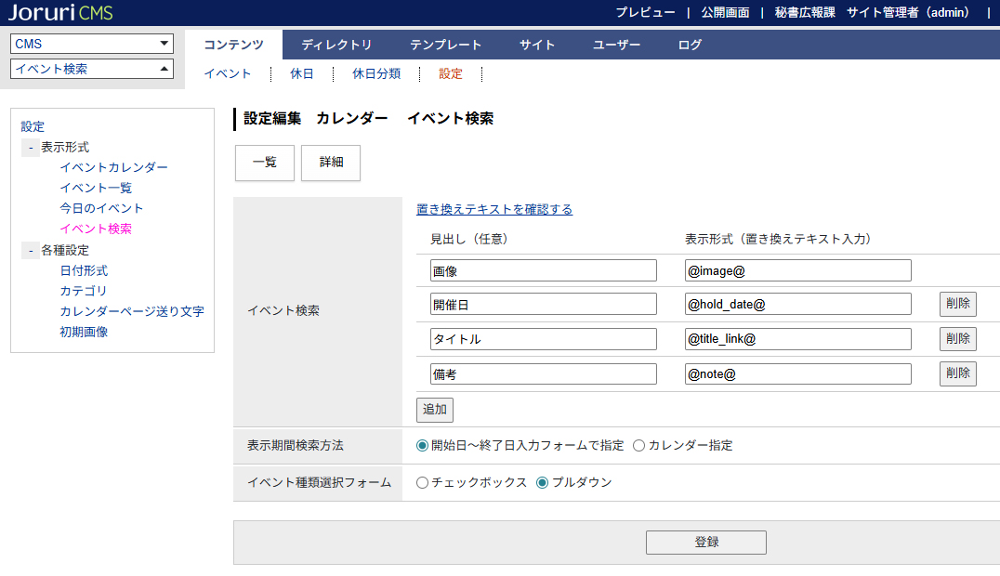 Joruri CMS
プレビュー | 公開画面 | 秘書広報課 サイト管理者（admin） |
CMS
イベント検索
コンテンツ ディレクトリ テンプレート サイト ユーザー ログ
イベント 休日 休日分類 設定
設定
- 表示形式
イベントカレンダー
イベント一覧
今日のイベント
イベント検索
- 各種設定
日付形式
カテゴリ
カレンダーページ送り文字
初期画像
設定編集 カレンダー イベント検索
一覧 詳細
イベント検索
置き換えテキストを確認する
見出し（任意） 表示形式（置き換えテキスト入力）
画像 @image@
開催日 @hold_date@ 削除
タイトル @title_link@ 削除
備考 @note@ 削除
追加
表示期間検索方法 開始日～終了日入力フォームで指定 カレンダー指定
イベント種類選択フォーム チェックボックス プルダウン
登録